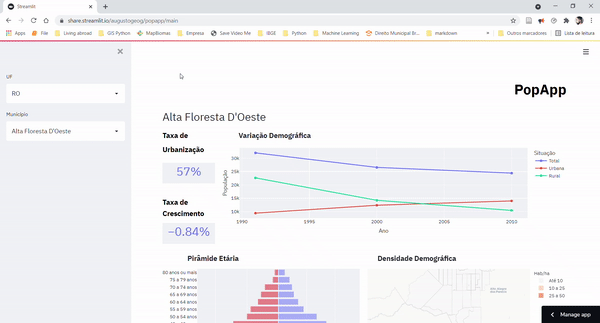 Streamlit
share.streamlit.io/augustogeog/popapp/main
Apps
File
Living abroad
GIS Python
MapBiomas
Empresa
Save Video Me
IBGE
Python
Machine Learning
Direito Municipal Br...
markdown
Outros marcadores
Lista de leitura
UF
RO
Município
Alta Floresta D'Oeste
PopApp
Alta Floresta D'Oeste
Taxa de
Urbanização
57%
Taxa de
Crescimento
−0.84%
Variação Demográfica
População
30k
25k
20k
15k
10k
1990
1995
2000
2005
2010
Ano
Situação
Total
Urbana
Rural
Pirâmide Etária
80 anos ou mais
75 a 79 anos
70 a 74 anos
65 a 69 anos
60 a 64 anos
55 a 59 anos
50 a 54 anos
Densidade Demográfica
Hab/ha
Até 10
10 a 25
25 a 50
Manage app